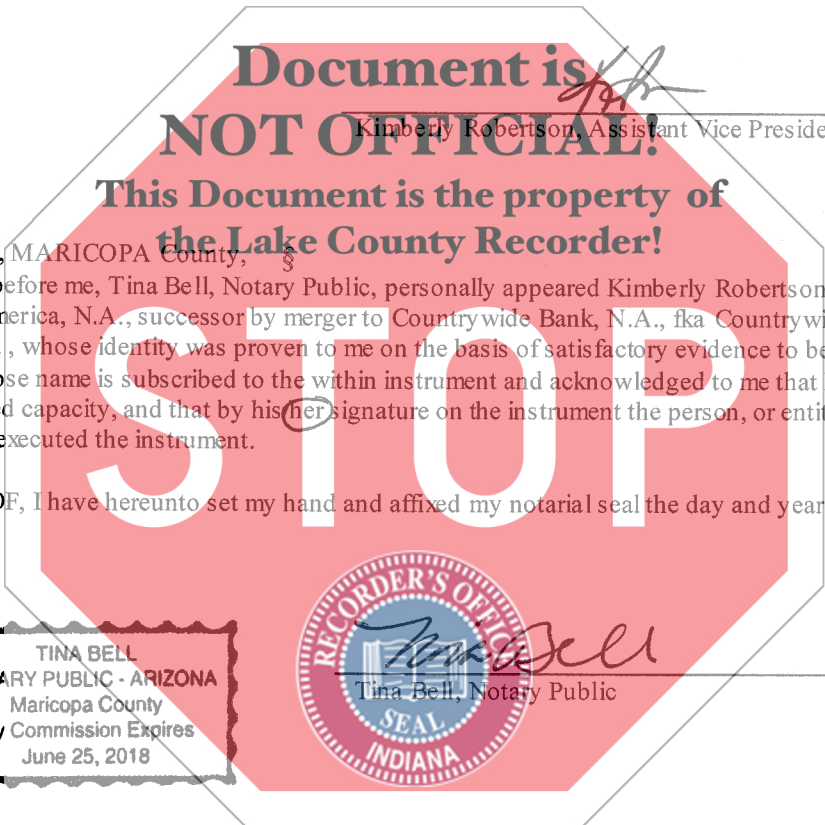 Document is
NOT OFFICIAL!
Kimberly Robertson, Assistant Vice Preside
This Document is the property of
the Lake County Recorder!
, MARICOPA County, §
efore me, Tina Bell, Notary Public, personally appeared Kimberly Robertson
nerica, N.A., successor by merger to Countrywide Bank, N.A., fka Countrywi
., whose identity was proven to me on the basis of satisfactory evidence to be
ose name is subscribed to the within instrument and acknowledged to me that
d capacity, and that by his/her signature on the instrument the person, or entit
executed the instrument.
STOP
OF, I have hereunto set my hand and affixed my notarial seal the day and year
RECORDER'S OFFICE
Tina Bell
Tina Bell, Notary Public
SEAL
INDIANA
TINA BELL
ARY PUBLIC - ARIZONA
Maricopa County
y Commission Expires
June 25, 2018